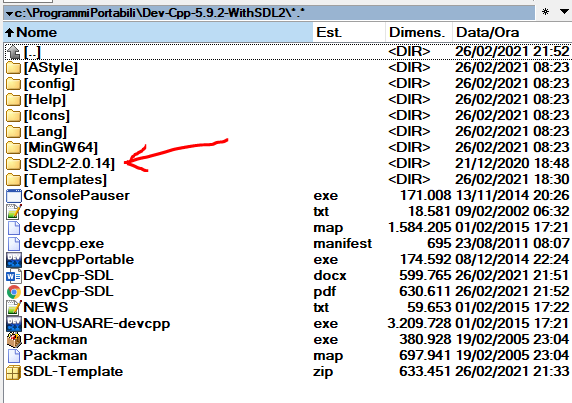 c:\ProgrammiPortabili\Dev-Cpp-5.9.2-WithSDL2\*.*
Nome Est. Dimens. Data/Ora
[..] <DIR> 26/02/2021 21:52
[AStyle] <DIR> 26/02/2021 08:23
[config] <DIR> 26/02/2021 08:23
[Help] <DIR> 26/02/2021 08:23
[Icons] <DIR> 26/02/2021 08:23
[Lang] <DIR> 26/02/2021 08:23
[MinGW64] <DIR> 26/02/2021 08:23
[SDL2-2.0.14] <DIR> 21/12/2020 18:48
[Templates] <DIR> 26/02/2021 18:30
ConsolePauser exe 171.008 13/11/2014 20:26
copying txt 18.581 09/02/2002 06:32
devcpp map 1.584.205 01/02/2015 17:21
devcpp.exe manifest 695 23/08/2011 08:07
devcppPortable exe 174.592 08/12/2014 22:24
DevCpp-SDL docx 599.765 26/02/2021 21:51
DevCpp-SDL pdf 630.611 26/02/2021 21:52
NEWS txt 59.653 01/02/2015 17:22
NON-USARE-devcpp exe 3.209.728 01/02/2015 17:21
Packman exe 380.928 19/02/2005 23:04
Packman map 697.941 19/02/2005 23:04
SDL-Template zip 633.451 26/02/2021 21:33